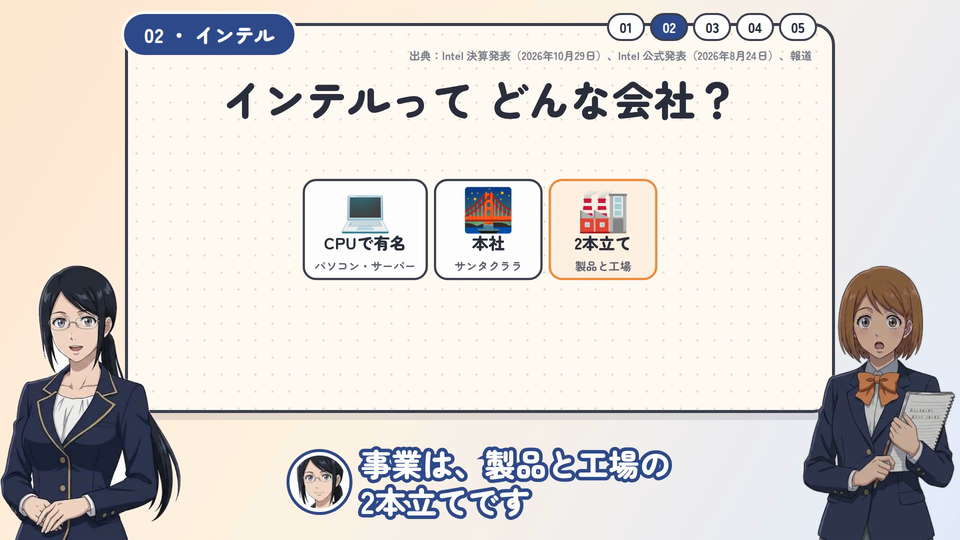 02 ・ インテル
01 02 03 04 05
出典：Intel 決算発表（2026年10月29日）、Intel 公式発表（2026年8月24日）、報道
インテルって どんな会社？
CPUで有名
パソコン・サーバー
本社
サンタクララ
2本立て
製品と工場
事業は、製品と工場の
2本立てです